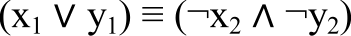 (x₁ ∨ y₁) ≡ (¬x₂ ∧ ¬y₂)